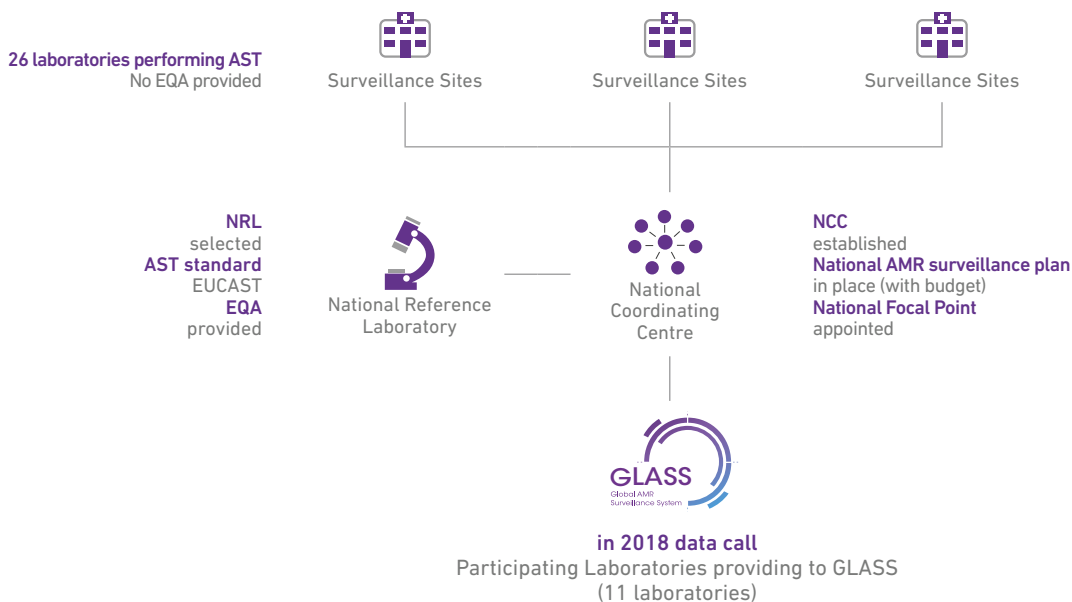 26 laboratories performing AST
No EQA provided
Surveillance Sites
Surveillance Sites
Surveillance Sites
NRL
selected
AST standard
EUCAST
EQA
provided
National Reference
Laboratory
National
Coordinating
Centre
NCC
established
National AMR surveillance plan
in place (with budget)
National Focal Point
appointed
GLASS
Global AMR
Surveillance System
in 2018 data call
Participating Laboratories providing to GLASS
(11 laboratories)